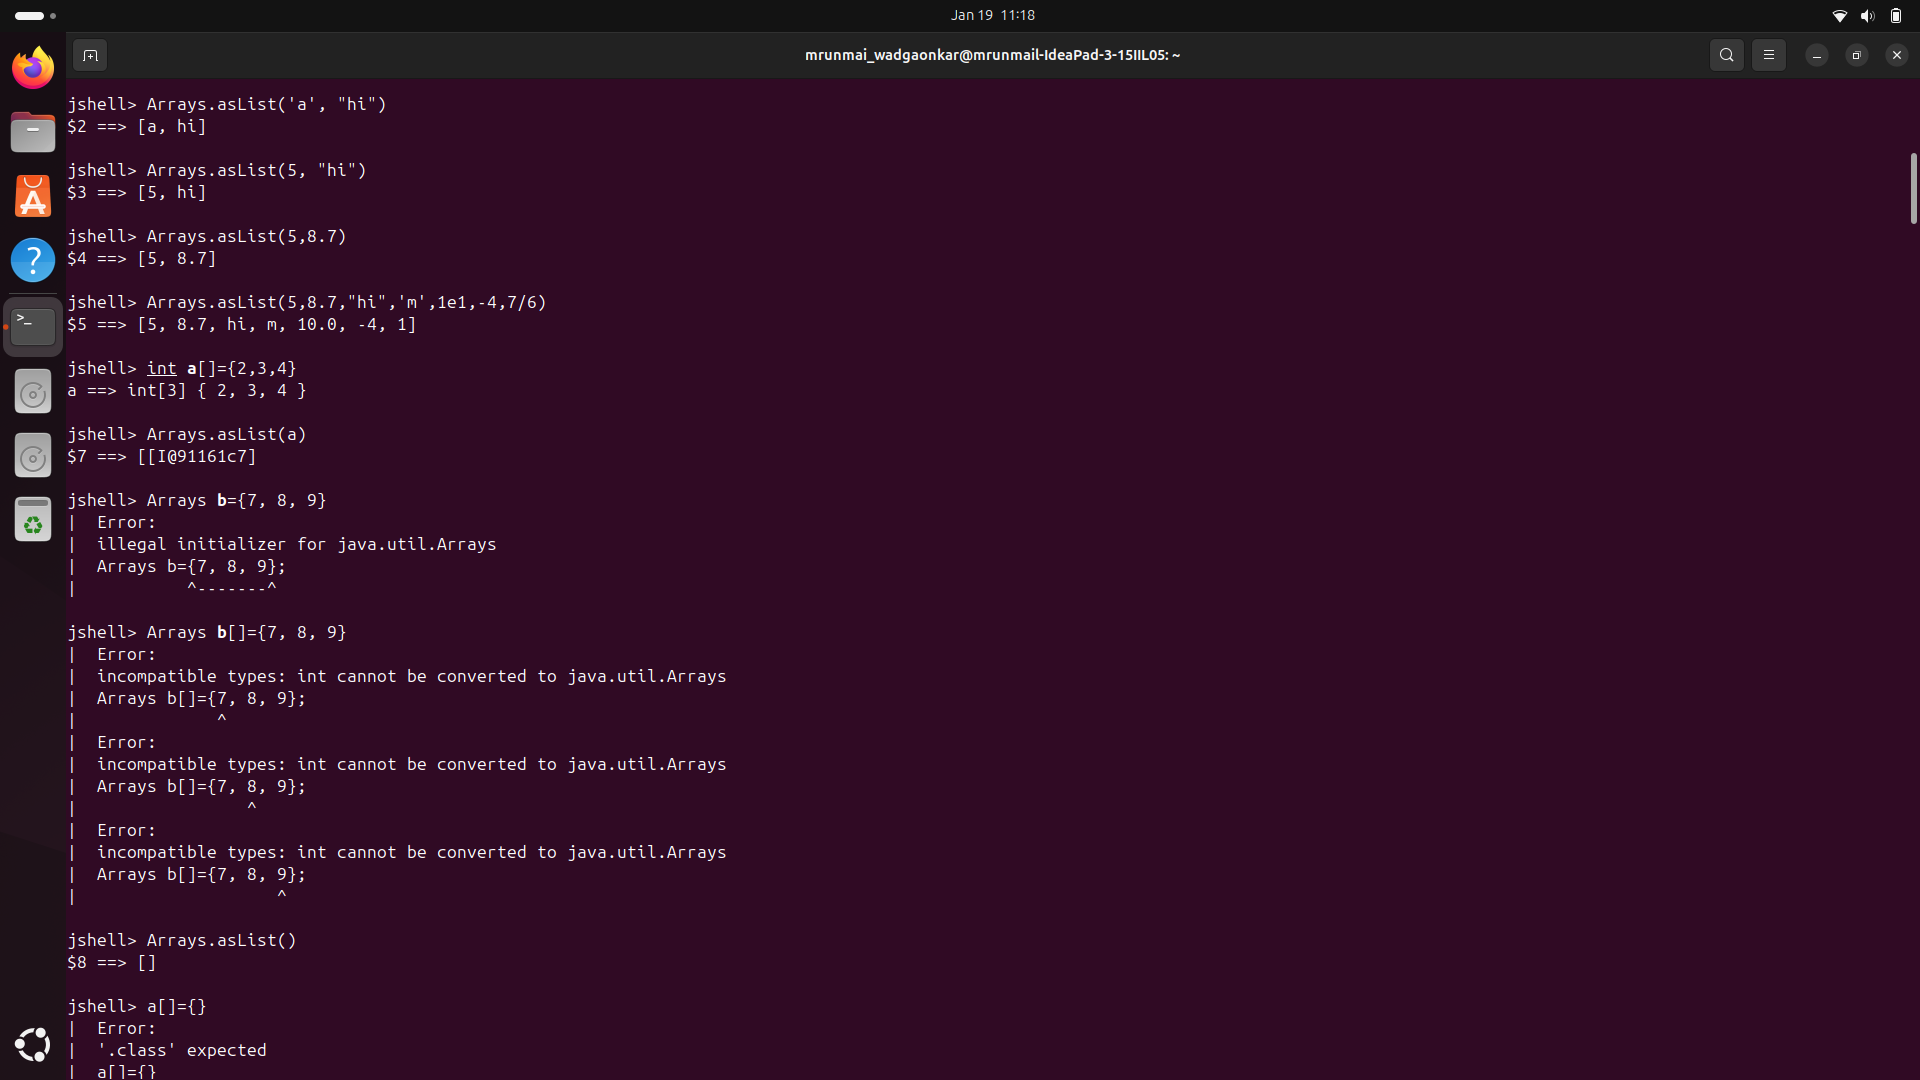 Jan 19 11:18
mrunmai_wadgaonkar@mrunmail-IdeaPad-3-15IIL05: ~
jshell> Arrays.asList('a', "hi")
$2 ==> [a, hi]
jshell> Arrays.asList(5, "hi")
$3 ==> [5, hi]
jshell> Arrays.asList(5,8.7)
$4 ==> [5, 8.7]
jshell> Arrays.asList(5,8.7,"hi",'m',1e1,-4,7/6)
$5 ==> [5, 8.7, hi, m, 10.0, -4, 1]
jshell> int a[]={2,3,4}
a ==> int[3] { 2, 3, 4 }
jshell> Arrays.asList(a)
$7 ==> [[I@91161c7]
jshell> Arrays b={7, 8, 9}
|  Error:
|  illegal initializer for java.util.Arrays
|  Arrays b={7, 8, 9};
|           ^-------^
jshell> Arrays b[]={7, 8, 9}
|  Error:
|  incompatible types: int cannot be converted to java.util.Arrays
|  Arrays b[]={7, 8, 9};
|              ^
|  Error:
|  incompatible types: int cannot be converted to java.util.Arrays
|  Arrays b[]={7, 8, 9};
|                 ^
|  Error:
|  incompatible types: int cannot be converted to java.util.Arrays
|  Arrays b[]={7, 8, 9};
|                    ^
jshell> Arrays.asList()
$8 ==> []
jshell> a[]={}
|  Error:
|  '.class' expected
|  a[]={}